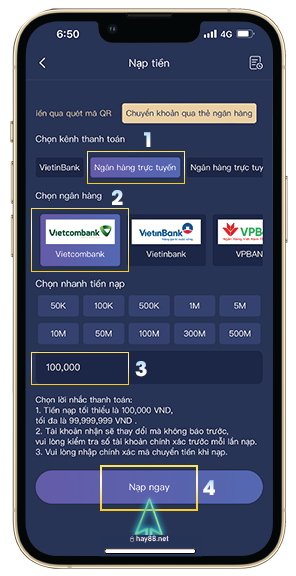 6:50
4G
Nạp tiền
iền qua quét mã QR
Chuyển khoản qua thẻ ngân hàng
Chọn kênh thanh toán 1
VietinBank Ngân hàng trực tuyến Ngân hàng trực tuy
Chọn ngân hàng 2
Vietcombank VietinBank VPB
Vietcombank Vietinbank VPBAN
Chọn nhanh tiền nạp
50K 100K 500K 1M 5M
10M 50M 100M 300M 500M
100,000 3
Chọn lời nhắc thanh toán:
1. Tiền nạp tối thiểu là 100,000 VND,
tối đa là 99,999,999 VND .
2. Tài khoản nhận sẽ thay đổi mà không báo trước,
vui lòng kiểm tra số tài khoản chính xác trước mỗi lần nạp.
3. Vui lòng nhập chính xác mã chuyển tiền khi nạp.
Nạp ngay 4
hay88.net